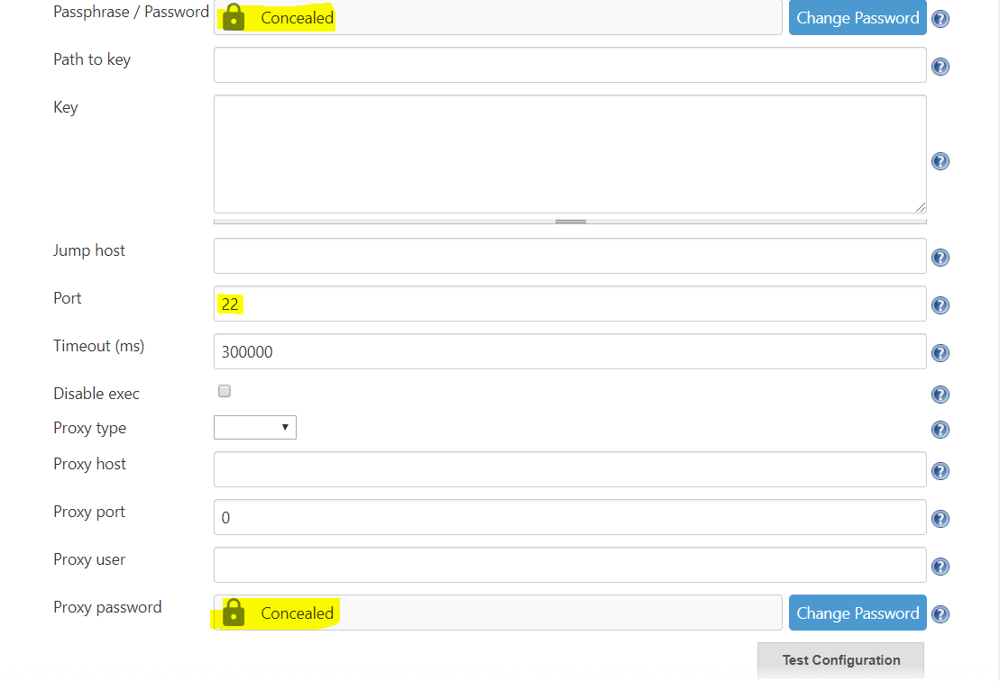 Passphrase / Password Concealed Change Password ?
Path to key ?
Key ?
Jump host ?
Port 22 ?
Timeout (ms) 300000 ?
Disable exec ?
Proxy type ?
Proxy host ?
Proxy port 0 ?
Proxy user ?
Proxy password Concealed Change Password ?
Test Configuration